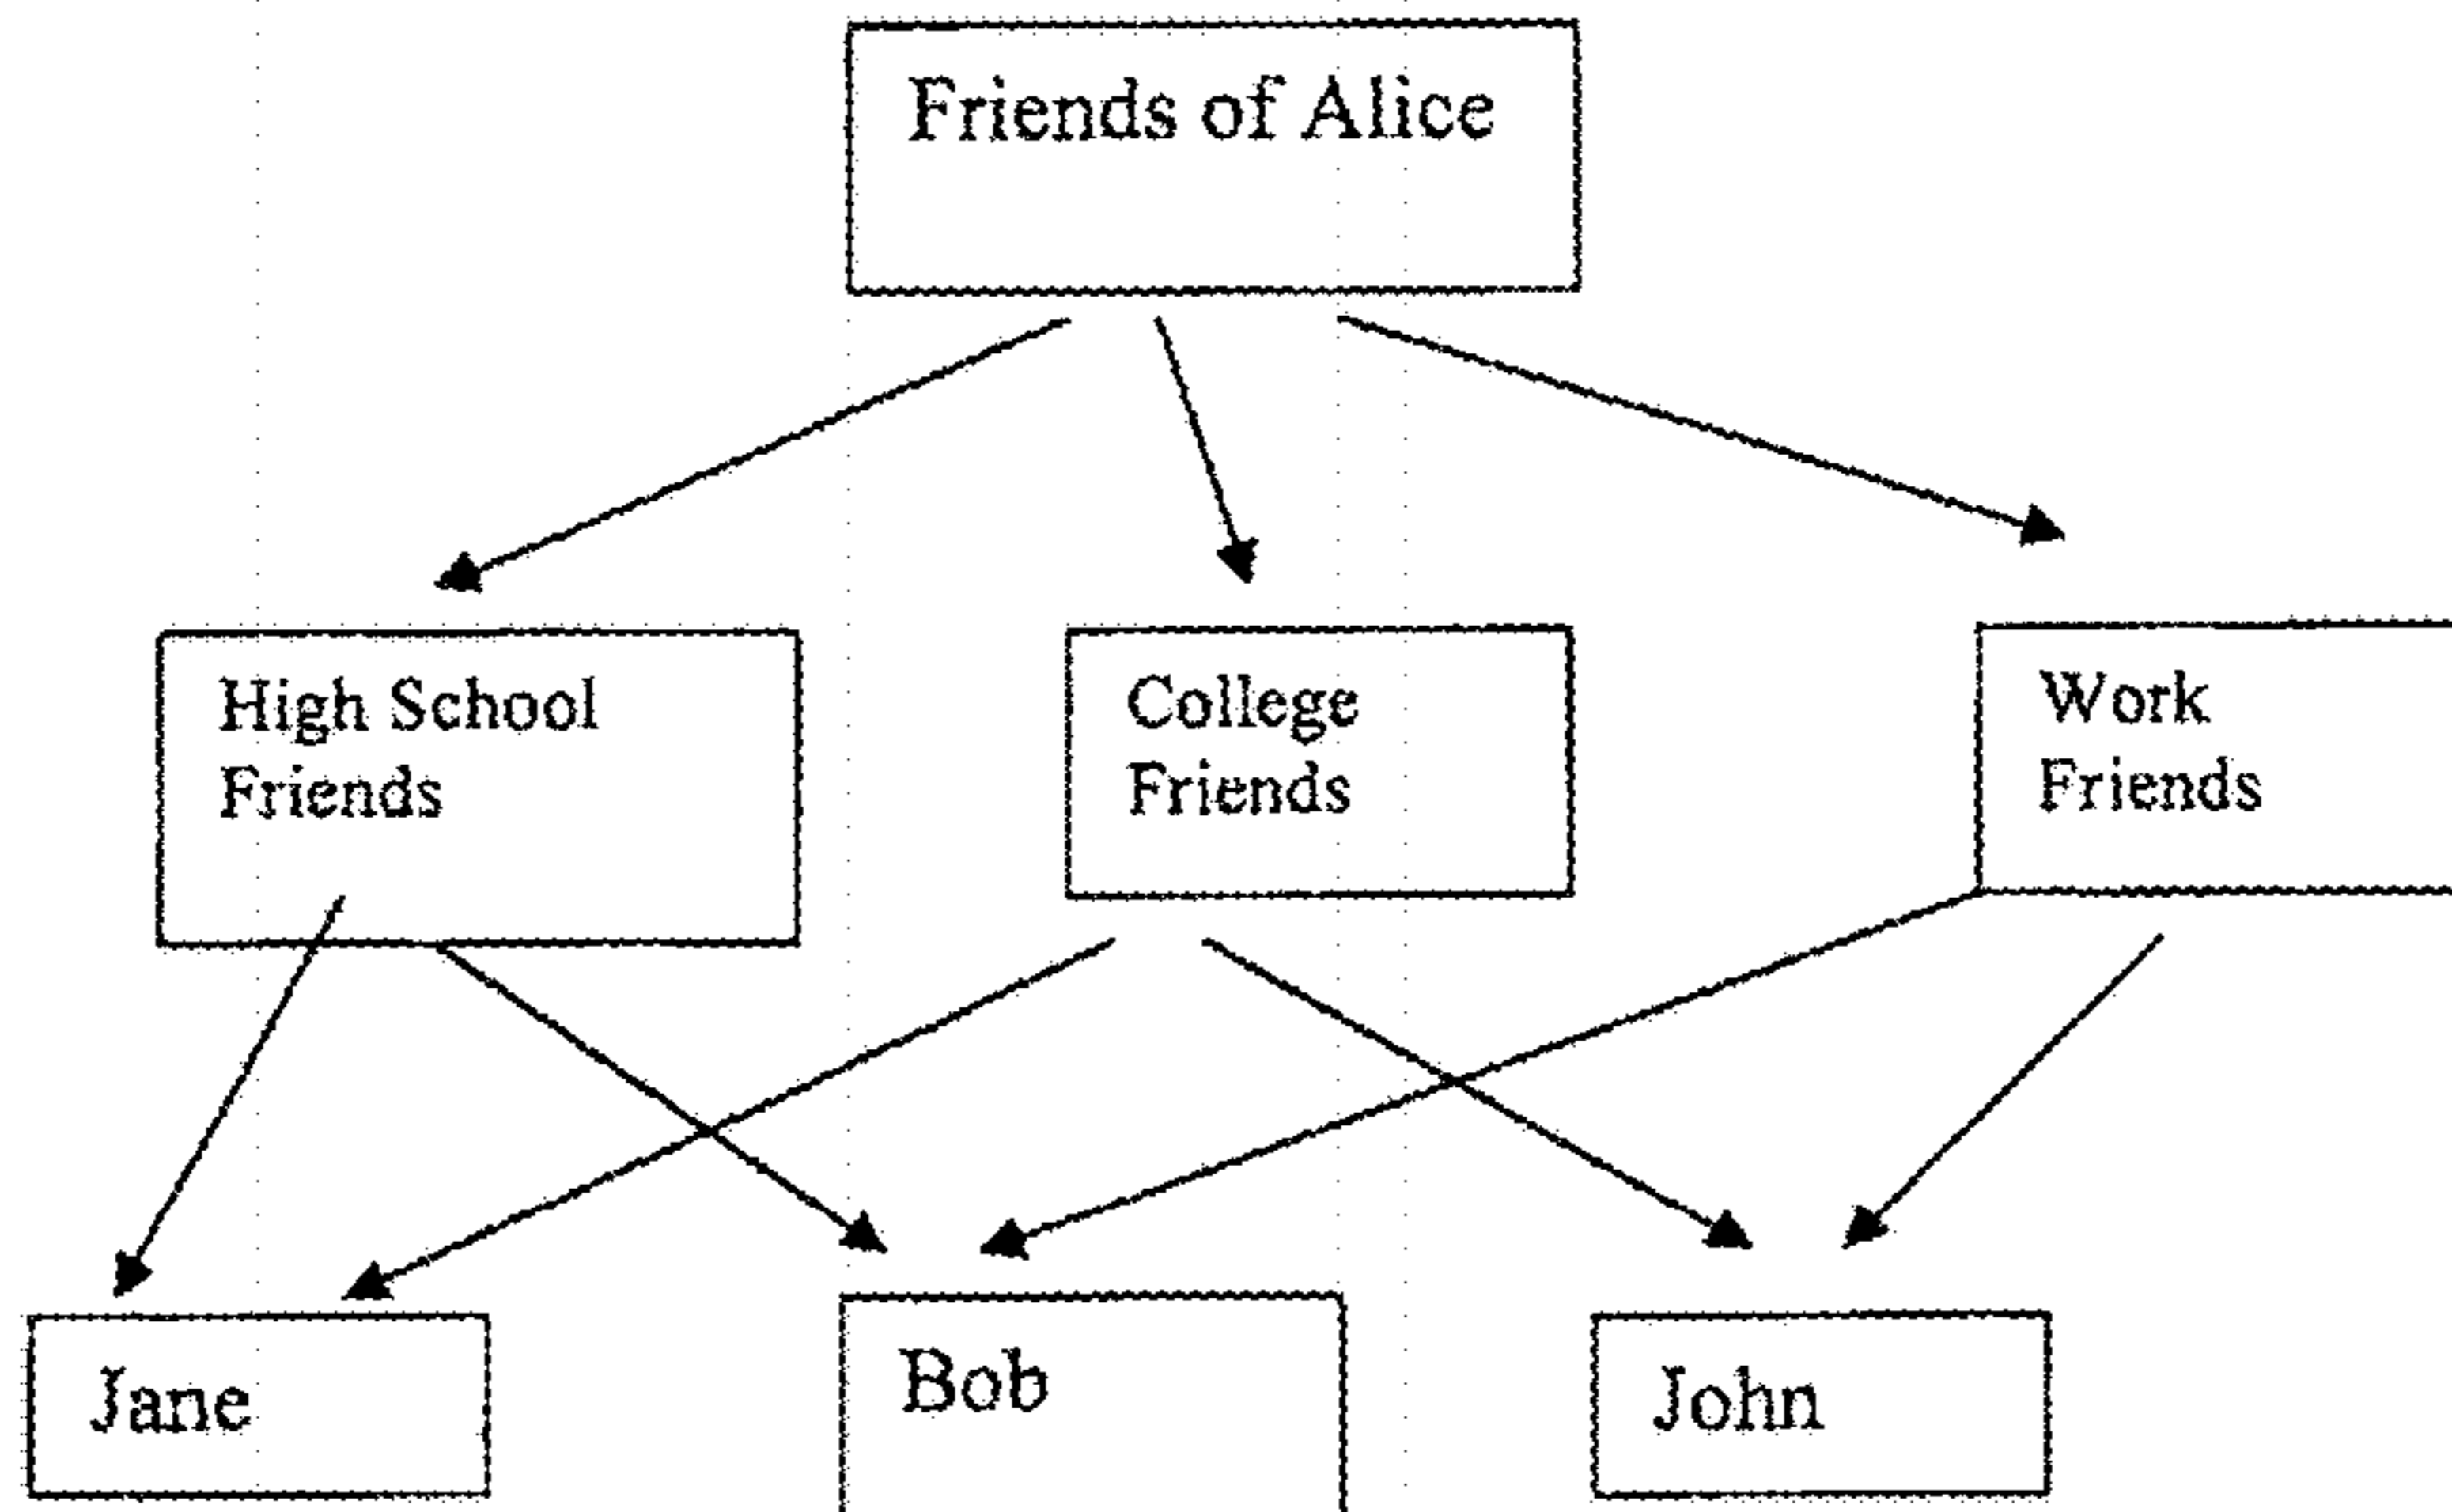 Friends of Alice
High School
Friends
College
Friends
Work
Friends
Jane
Bob
John